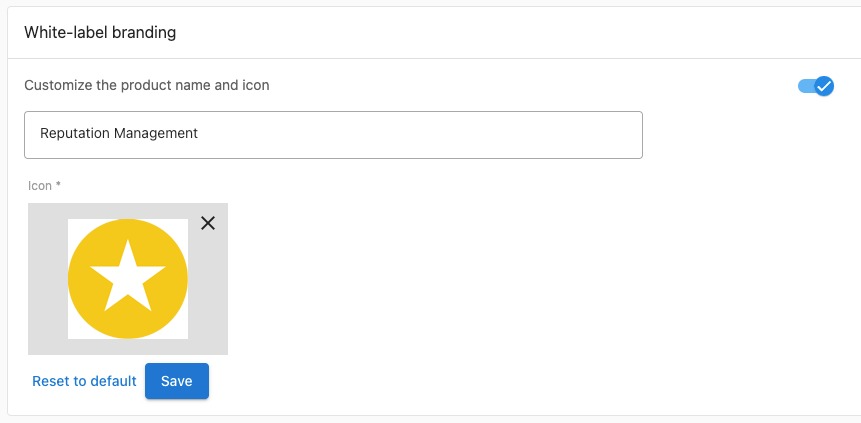 White-label branding
Customize the product name and icon
Reputation Management
Icon *
Reset to default Save